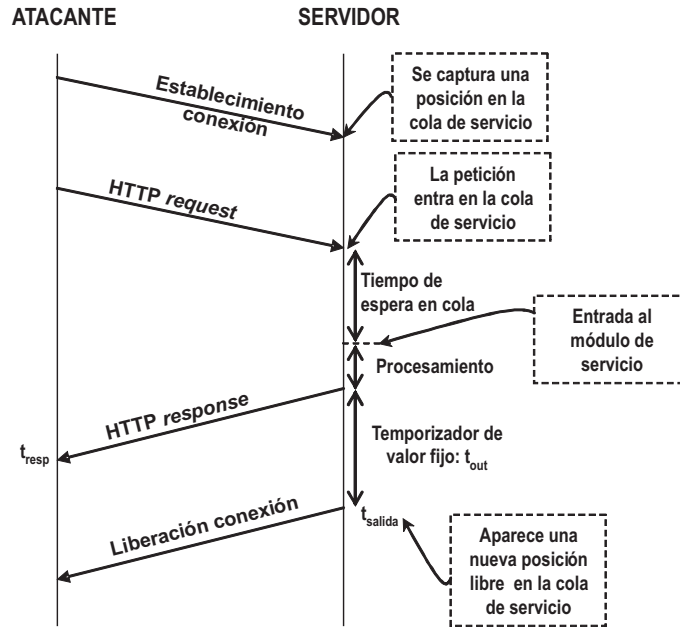 ATACANTE
SERVIDOR
Establecimiento
conexión
Se captura una
posición en la
cola de servicio
HTTP request
La petición
entra en la cola
de servicio
Tiempo de
espera en cola
Entrada al
módulo de
servicio
Procesamiento
HTTP response
t_resp
Temporizador de
valor fijo: t_out
Liberación conexión
t_salida
Aparece una
nueva posición
libre en la cola
de servicio